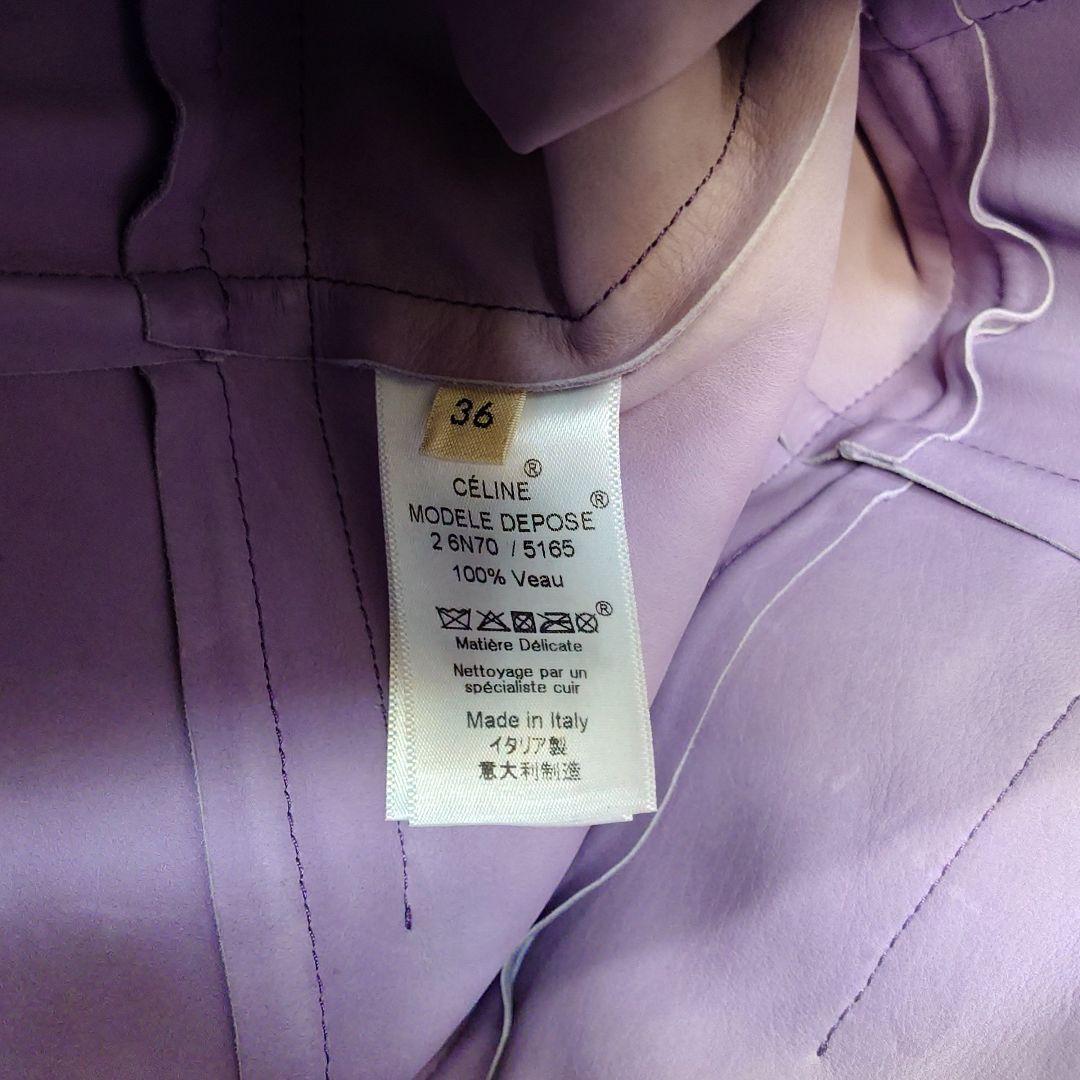 36
CÉLINE®
MODELE DEPOSE®
2 6N70 / 5165
100% Veau
®
Matière Délicate
Nettoyage par un
spécialiste cuir
Made in Italy
イタリア製
意大利制造